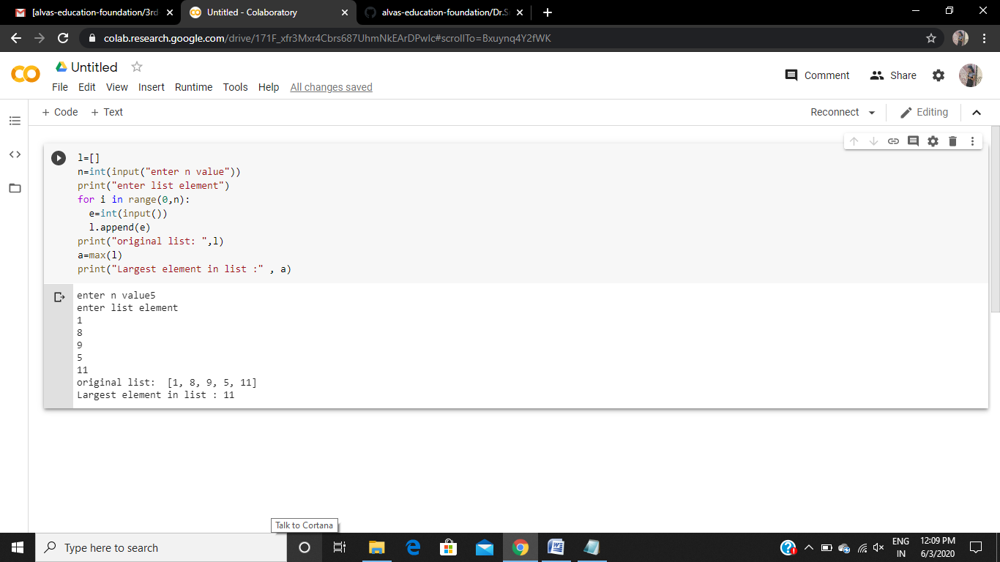 [alvas-education-foundation/3rd
Untitled - Colaboratory
alvas-education-foundation/Dr.S
colab.research.google.com/drive/171F_xfr3Mxr4Cbrs687UhmNkEArDPwIc#scrollTo=Bxuynq4Y2fWK
Untitled
File Edit View Insert Runtime Tools Help All changes saved
Comment Share
+ Code + Text
Reconnect Editing
l=[]
n=int(input("enter n value"))
print("enter list element")
for i in range(0,n):
  e=int(input())
  l.append(e)
print("original list: ",l)
a=max(l)
print("Largest element in list :" , a)
enter n value5
enter list element
1
8
9
5
11
original list:  [1, 8, 9, 5, 11]
Largest element in list : 11
Talk to Cortana
Type here to search
ENG
IN
12:09 PM
6/3/2020